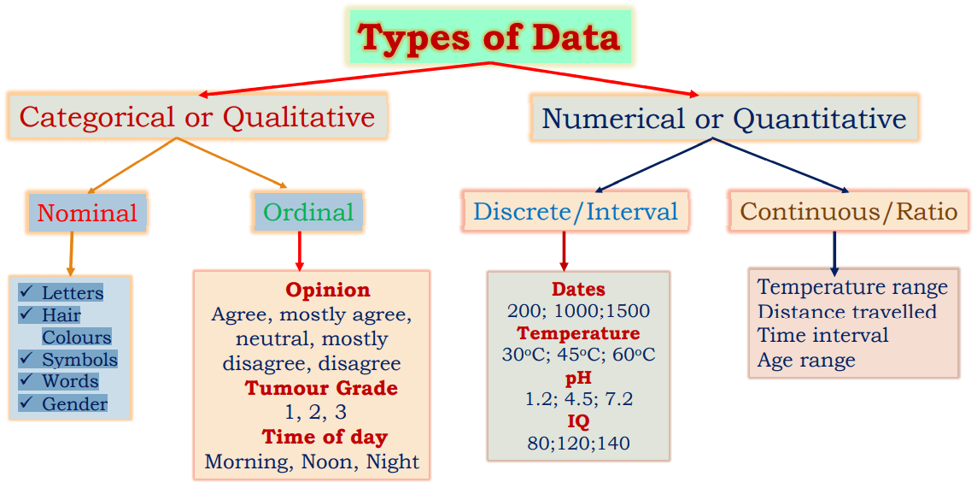 Types of Data
Categorical or Qualitative
Numerical or Quantitative
Nominal
Ordinal
Discrete/Interval
Continuous/Ratio
✓ Letters
✓ Hair
Colours
✓ Symbols
✓ Words
✓ Gender
Opinion
Agree, mostly agree,
neutral, mostly
disagree, disagree
Tumour Grade
1, 2, 3
Time of day
Morning, Noon, Night
Dates
200; 1000;1500
Temperature
30°C; 45°C; 60°C
pH
1.2; 4.5; 7.2
IQ
80;120;140
Temperature range
Distance travelled
Time interval
Age range